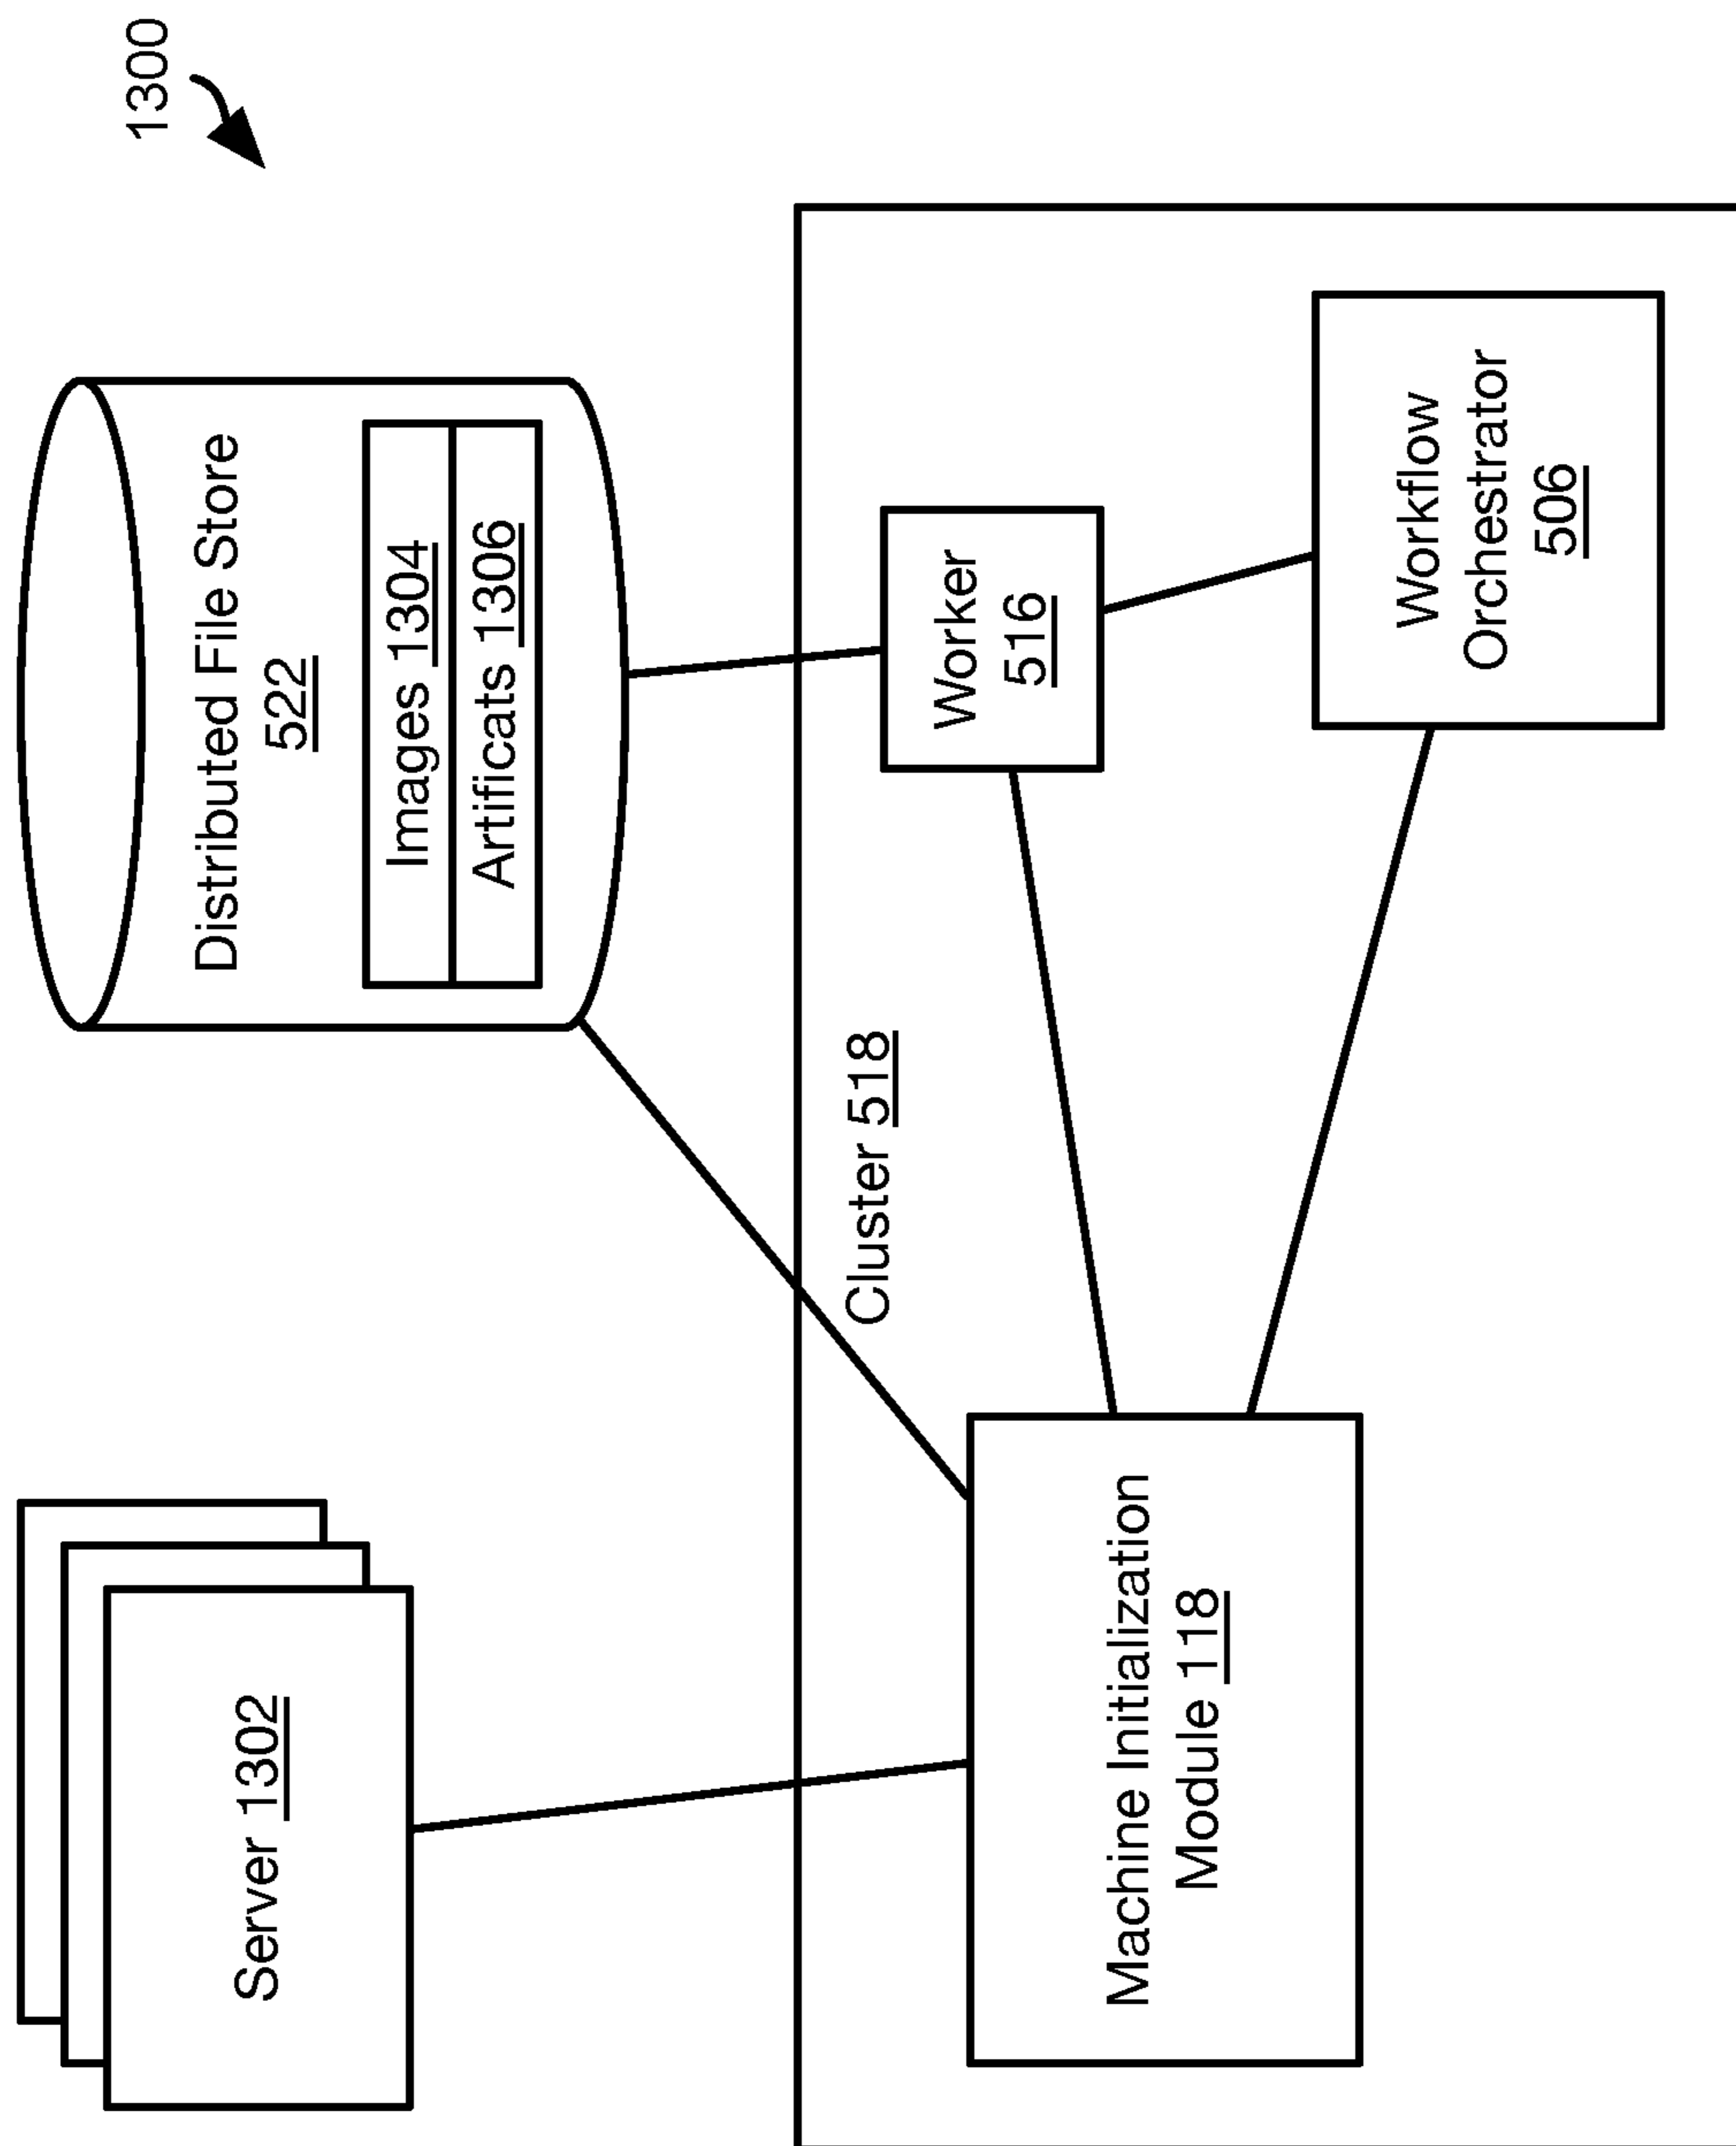 1300
Server 1302
Distributed File Store
522
Images 1304
Artificats 1306
Cluster 518
Worker
516
Machine Initialization
Module 118
Workflow
Orchestrator
506